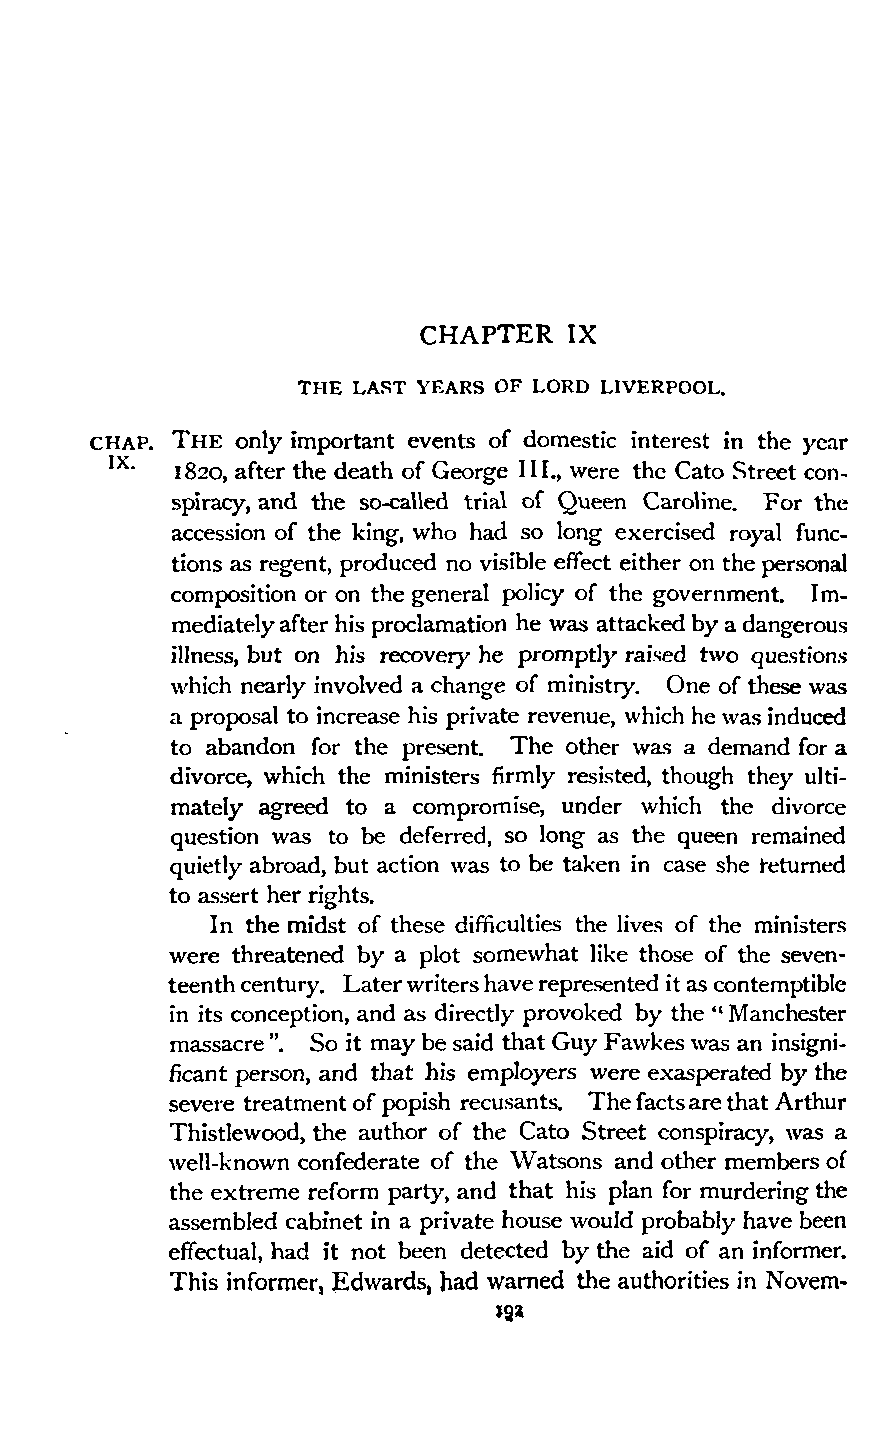 CHAPTER IX
THE LAST YEARS OF LORD LIVERPOOL.
CHAP. IX.
THE only important events of domestic interest in the year
1820, after the death of George III., were the Cato Street con-
spiracy, and the so-called trial of Queen Caroline. For the
accession of the king, who had so long exercised royal func-
tions as regent, produced no visible effect either on the personal
composition or on the general policy of the government. Im-
mediately after his proclamation he was attacked by a dangerous
illness, but on his recovery he promptly raised two questions
which nearly involved a change of ministry. One of these was
a proposal to increase his private revenue, which he was induced
to abandon for the present. The other was a demand for a
divorce, which the ministers firmly resisted, though they ulti-
mately agreed to a compromise, under which the divorce
question was to be deferred, so long as the queen remained
quietly abroad, but action was to be taken in case she returned
to assert her rights.
In the midst of these difficulties the lives of the ministers
were threatened by a plot somewhat like those of the seven-
teenth century. Later writers have represented it as contemptible
in its conception, and as directly provoked by the "Manchester
massacre". So it may be said that Guy Fawkes was an insigni-
ficant person, and that his employers were exasperated by the
severe treatment of popish recusants. The facts are that Arthur
Thistlewood, the author of the Cato Street conspiracy, was a
well-known confederate of the Watsons and other members of
the extreme reform party, and that his plan for murdering the
assembled cabinet in a private house would probably have been
effectual, had it not been detected by the aid of an informer.
This informer, Edwards, had warned the authorities in Novem-
192